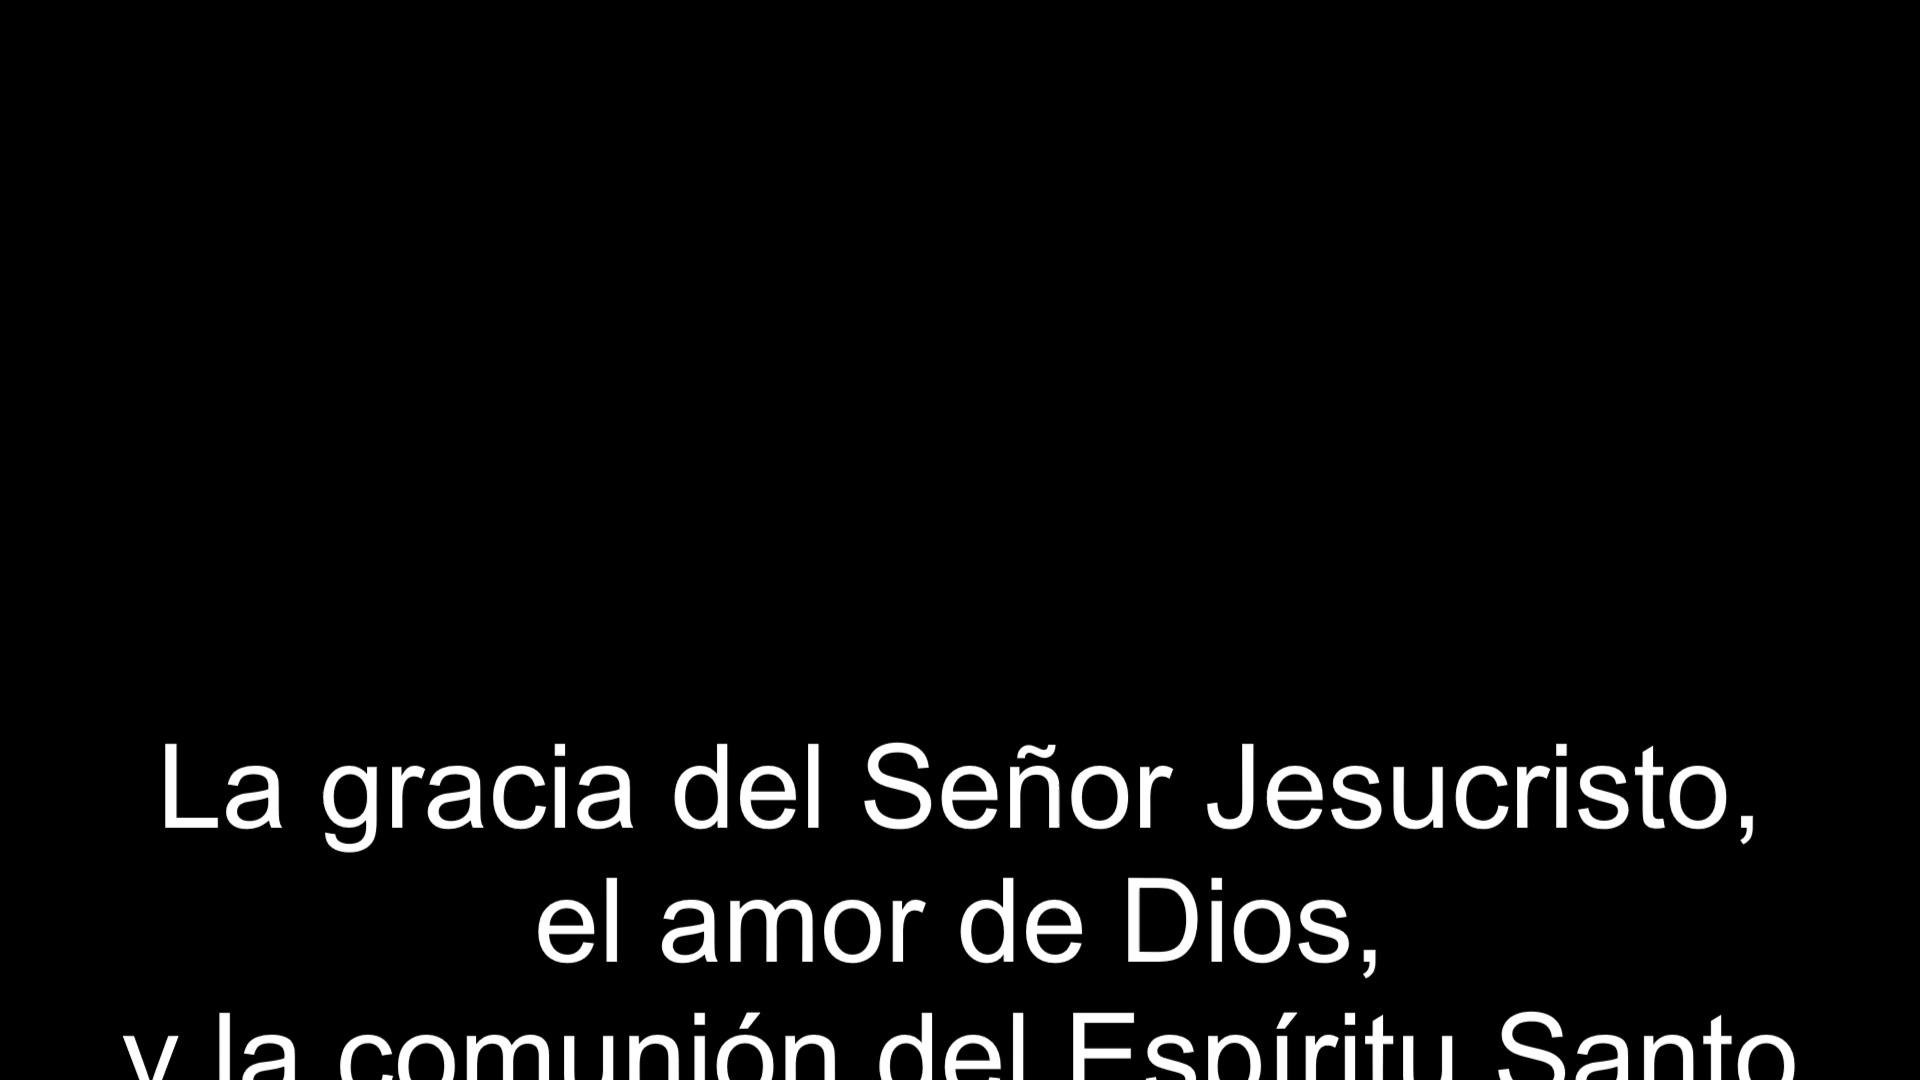 La gracia del Señor Jesucristo,
el amor de Dios,
y la comunión del Espíritu Santo